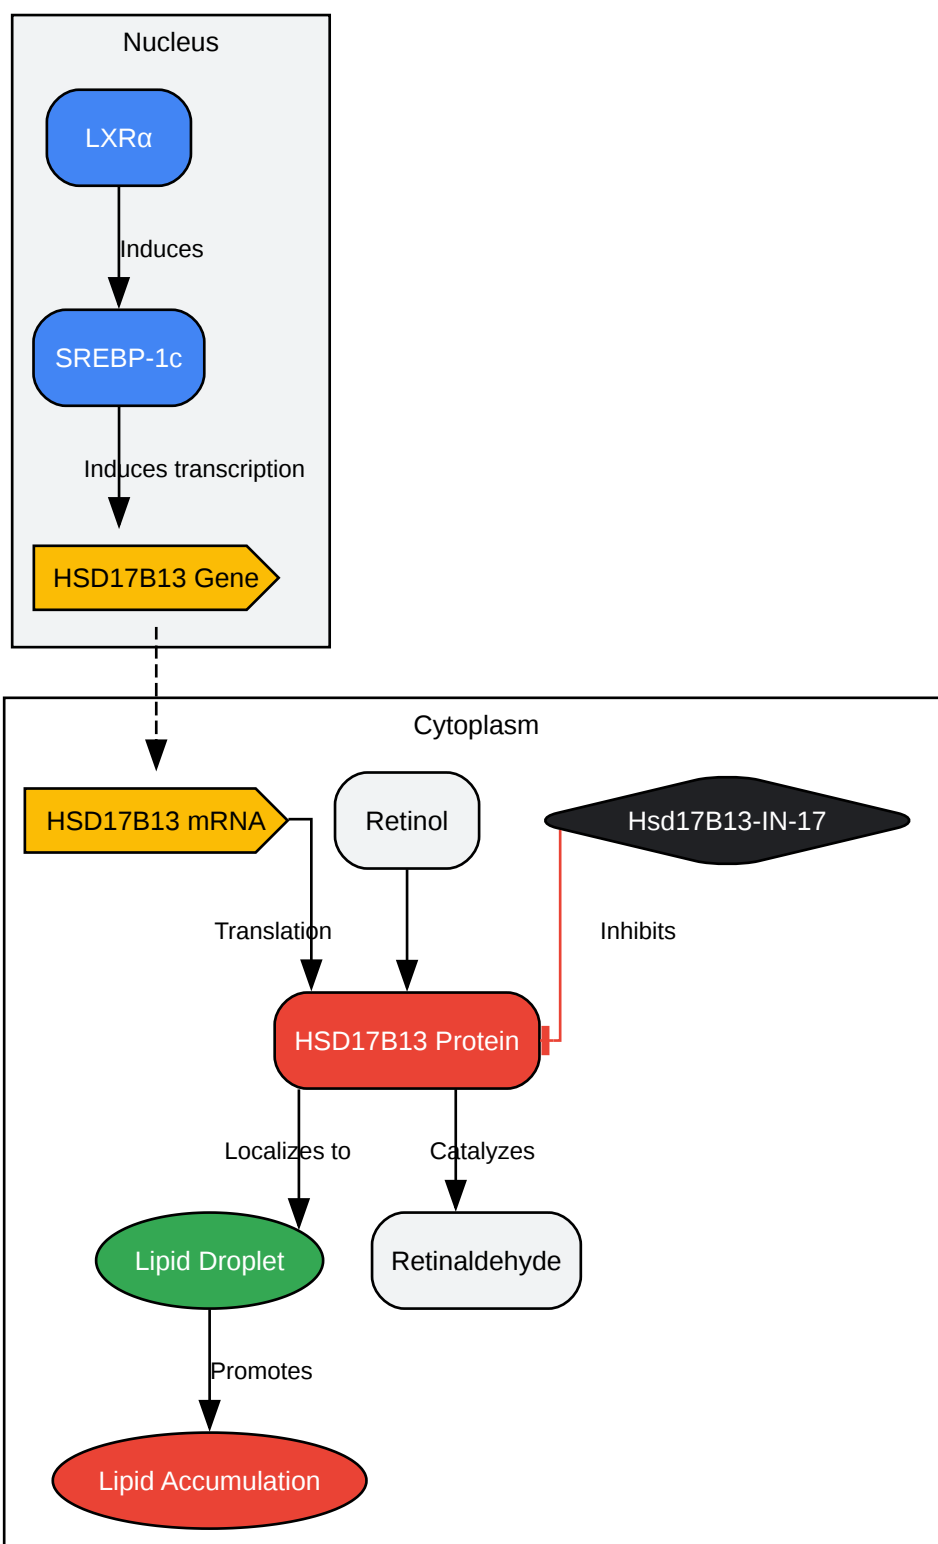 Nucleus
LXRα
Induces
SREBP-1c
Induces transcription
HSD17B13 Gene
Cytoplasm
HSD17B13 mRNA
Retinol
Hsd17B13-IN-17
Translation
Inhibits
HSD17B13 Protein
Localizes to
Catalyzes
Lipid Droplet
Retinaldehyde
Promotes
Lipid Accumulation